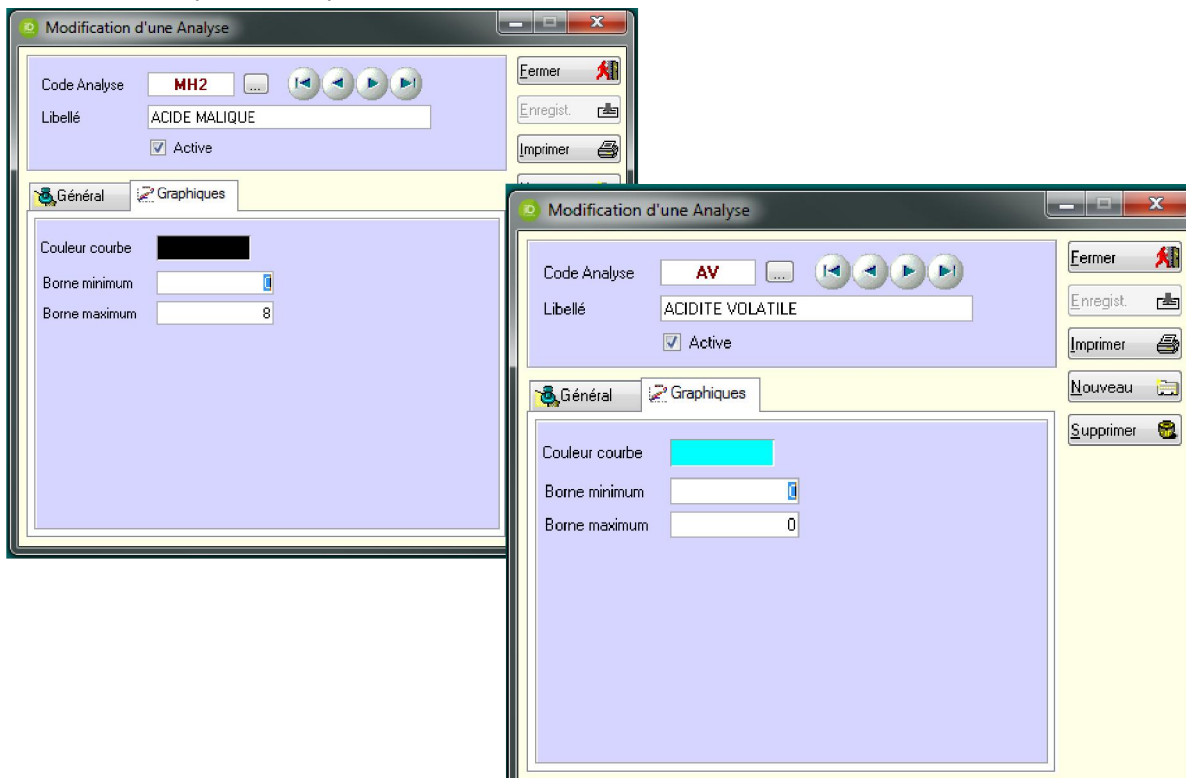 Modification d'une Analyse
Code Analyse MH2 ...
Libellé ACIDE MALIQUE
Active
Fermer
Enregist.
Imprimer
Général Graphiques
Couleur courbe
Borne minimum 0
Borne maximum 8
Modification d'une Analyse
Code Analyse AV ...
Libellé ACIDITE VOLATILE
Active
Fermer
Enregist.
Imprimer
Nouveau
Supprimer
Général Graphiques
Couleur courbe
Borne minimum 0
Borne maximum 0